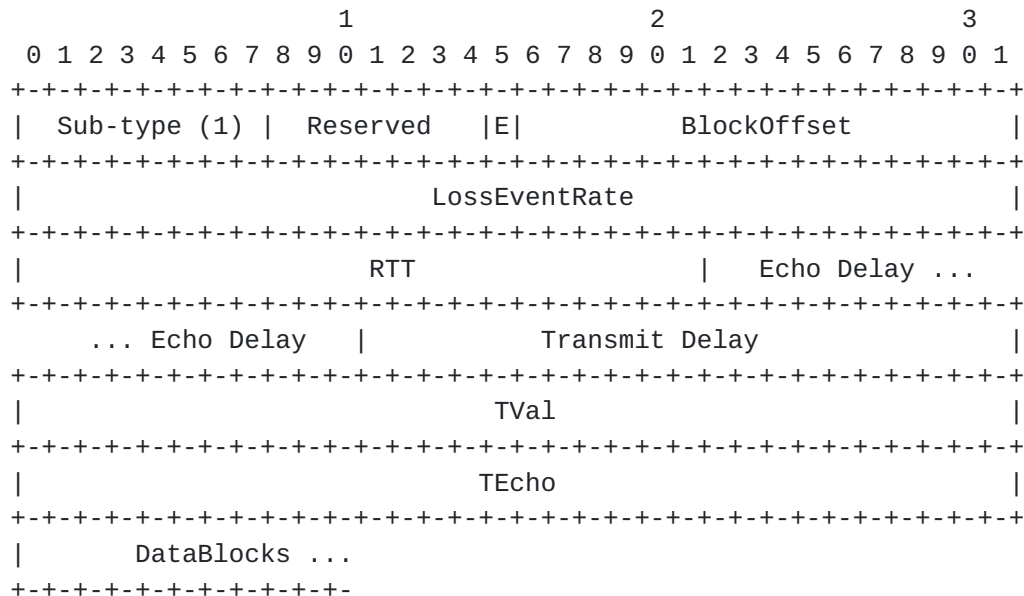 1                   2                   3
 0 1 2 3 4 5 6 7 8 9 0 1 2 3 4 5 6 7 8 9 0 1 2 3 4 5 6 7 8 9 0 1
+-+-+-+-+-+-+-+-+-+-+-+-+-+-+-+-+-+-+-+-+-+-+-+-+-+-+-+-+-+-+-+-+
|  Sub-type (1) |  Reserved   |E|          BlockOffset          |
+-+-+-+-+-+-+-+-+-+-+-+-+-+-+-+-+-+-+-+-+-+-+-+-+-+-+-+-+-+-+-+-+
|                          LossEventRate                        |
+-+-+-+-+-+-+-+-+-+-+-+-+-+-+-+-+-+-+-+-+-+-+-+-+-+-+-+-+-+-+-+-+
|                      RTT                  |   Echo Delay ...
+-+-+-+-+-+-+-+-+-+-+-+-+-+-+-+-+-+-+-+-+-+-+-+-+-+-+-+-+-+-+-+-+
     ... Echo Delay   |           Transmit Delay                |
+-+-+-+-+-+-+-+-+-+-+-+-+-+-+-+-+-+-+-+-+-+-+-+-+-+-+-+-+-+-+-+-+
|                              TVal                             |
+-+-+-+-+-+-+-+-+-+-+-+-+-+-+-+-+-+-+-+-+-+-+-+-+-+-+-+-+-+-+-+-+
|                             TEcho                             |
+-+-+-+-+-+-+-+-+-+-+-+-+-+-+-+-+-+-+-+-+-+-+-+-+-+-+-+-+-+-+-+-+
|       DataBlocks ...
+-+-+-+-+-+-+-+-+-+-+-